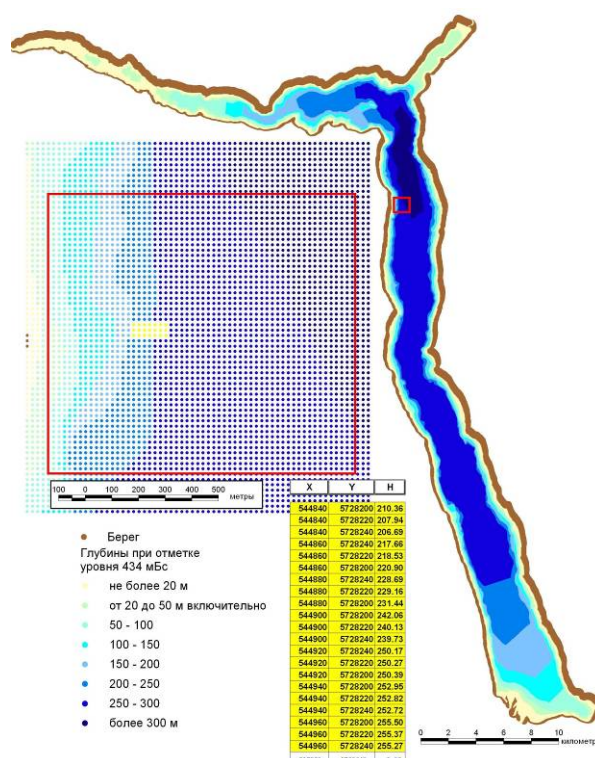 100 0 100 200 300 400 500
метры
Берег
Глубины при отметке
уровня 434 мБс
не более 20 м
от 20 до 50 м включительно
50 - 100
100 - 150
150 - 200
200 - 250
250 - 300
более 300 м
X Y H
544840 5728200 210.36
544840 5728220 207.94
544840 5728240 206.69
544860 5728240 217.66
544860 5728220 218.53
544860 5728200 220.90
544880 5728240 228.69
544880 5728220 229.16
544880 5728200 231.44
544900 5728200 242.06
544900 5728220 240.13
544900 5728240 239.73
544920 5728240 250.17
544920 5728220 250.27
544920 5728200 250.39
544940 5728200 252.95
544940 5728220 252.82
544940 5728240 252.72
544960 5728200 255.50
544960 5728220 255.37
544960 5728240 255.27
0 2 4 6 8 10
километры